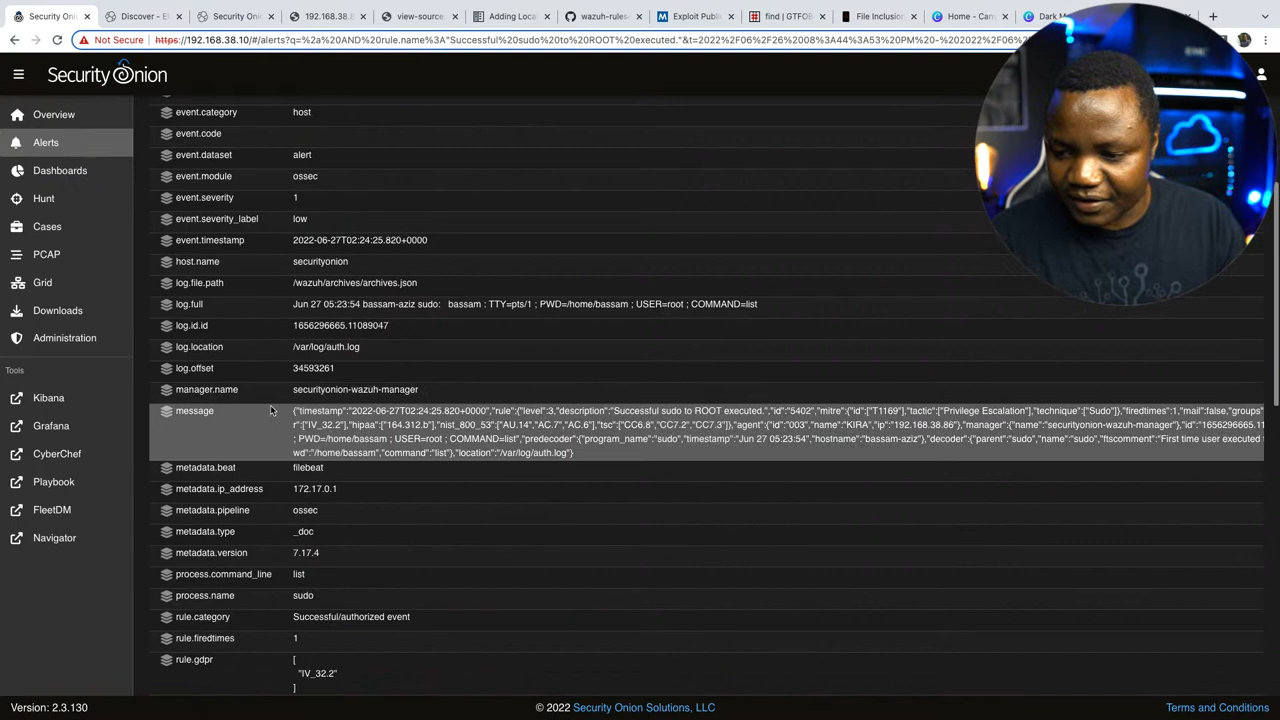 Security Oni
Discover - El
Security Oni
192.168.38.8
view-source:
Adding Loca
wazuh-rules-
Exploit Public
find | GTFOB
File Inclusion
Home - Canv
Dark M
Not Secure https://192.168.38.10/#/alerts?q=%2a%20AND%20rule.name%3A"Successful%20sudo%20to%20ROOT%20executed."&t=2022%2F06%2F26%2008%3A44%3A53%20PM%20-%202022%2F06%
Security Onion
Overview
Alerts
Dashboards
Hunt
Cases
PCAP
Grid
Downloads
Administration
Tools
Kibana
Grafana
CyberChef
Playbook
FleetDM
Navigator
event.category host
event.code
event.dataset alert
event.module ossec
event.severity 1
event.severity_label low
event.timestamp 2022-06-27T02:24:25.820+0000
host.name securityonion
log.file.path /wazuh/archives/archives.json
log.full Jun 27 05:23:54 bassam-aziz sudo: bassam : TTY=pts/1 ; PWD=/home/bassam ; USER=root ; COMMAND=list
log.id.id 1656296665.11089047
log.location /var/log/auth.log
log.offset 34593261
manager.name securityonion-wazuh-manager
message {"timestamp":"2022-06-27T02:24:25.820+0000","rule":{"level":3,"description":"Successful sudo to ROOT executed.","id":"5402","mitre":{"id":["T1169"],"tactic":["Privilege Escalation"],"technique":["Sudo"]},"firedtimes":1,"mail":false,"groups"
r":["IV_32.2"],"hipaa":["164.312.b"],"nist_800_53":["AU.14","AC.7","AC.6"],"tsc":["CC6.8","CC7.2","CC7.3"]},"agent":{"id":"003","name":"KIRA","ip":"192.168.38.86"},"manager":{"name":"securityonion-wazuh-manager"},"id":"1656296665.11
; PWD=/home/bassam ; USER=root ; COMMAND=list","predecoder":{"program_name":"sudo","timestamp":"Jun 27 05:23:54","hostname":"bassam-aziz"},"decoder":{"parent":"sudo","name":"sudo","ftscomment":"First time user executed
wd":"/home/bassam","command":"list"},"location":"/var/log/auth.log"}
metadata.beat filebeat
metadata.ip_address 172.17.0.1
metadata.pipeline ossec
metadata.type _doc
metadata.version 7.17.4
process.command_line list
process.name sudo
rule.category Successful/authorized event
rule.firedtimes 1
rule.gdpr [
"IV_32.2"
]
Version: 2.3.130
© 2022 Security Onion Solutions, LLC
Terms and Conditions